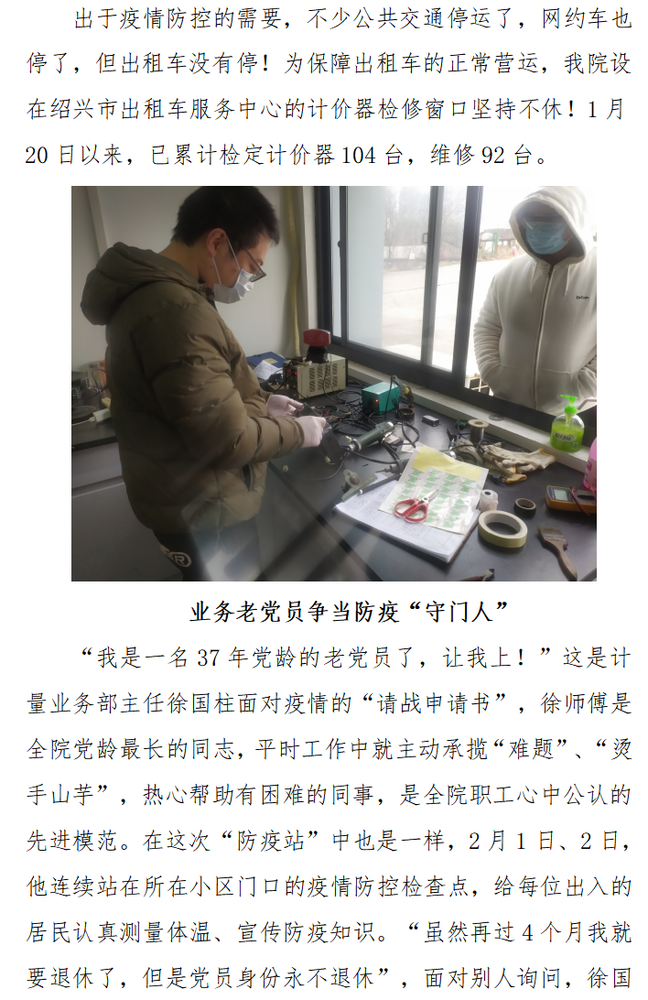 出于疫情防控的需要，不少公共交通停运了，网约车也
停了，但出租车没有停！为保障出租车的正常营运，我院设
在绍兴市出租车服务中心的计价器检修窗口坚持不休！1 月
20 日以来，已累计检定计价器 104 台，维修 92 台。
业务老党员争当防疫“守门人”
“我是一名 37 年党龄的老党员了，让我上！”这是计
量业务部主任徐国柱面对疫情的“请战申请书”，徐师傅是
全院党龄最长的同志，平时工作中就主动承揽“难题”、“烫
手山芋”，热心帮助有困难的同事，是全院职工心中公认的
先进模范。在这次“防疫站”中也是一样，2 月 1 日、2 日，
他连续站在所在小区门口的疫情防控检查点，给每位出入的
居民认真测量体温、宣传防疫知识。“虽然再过 4 个月我就
要退休了，但是党员身份永不退休”，面对别人询问，徐国